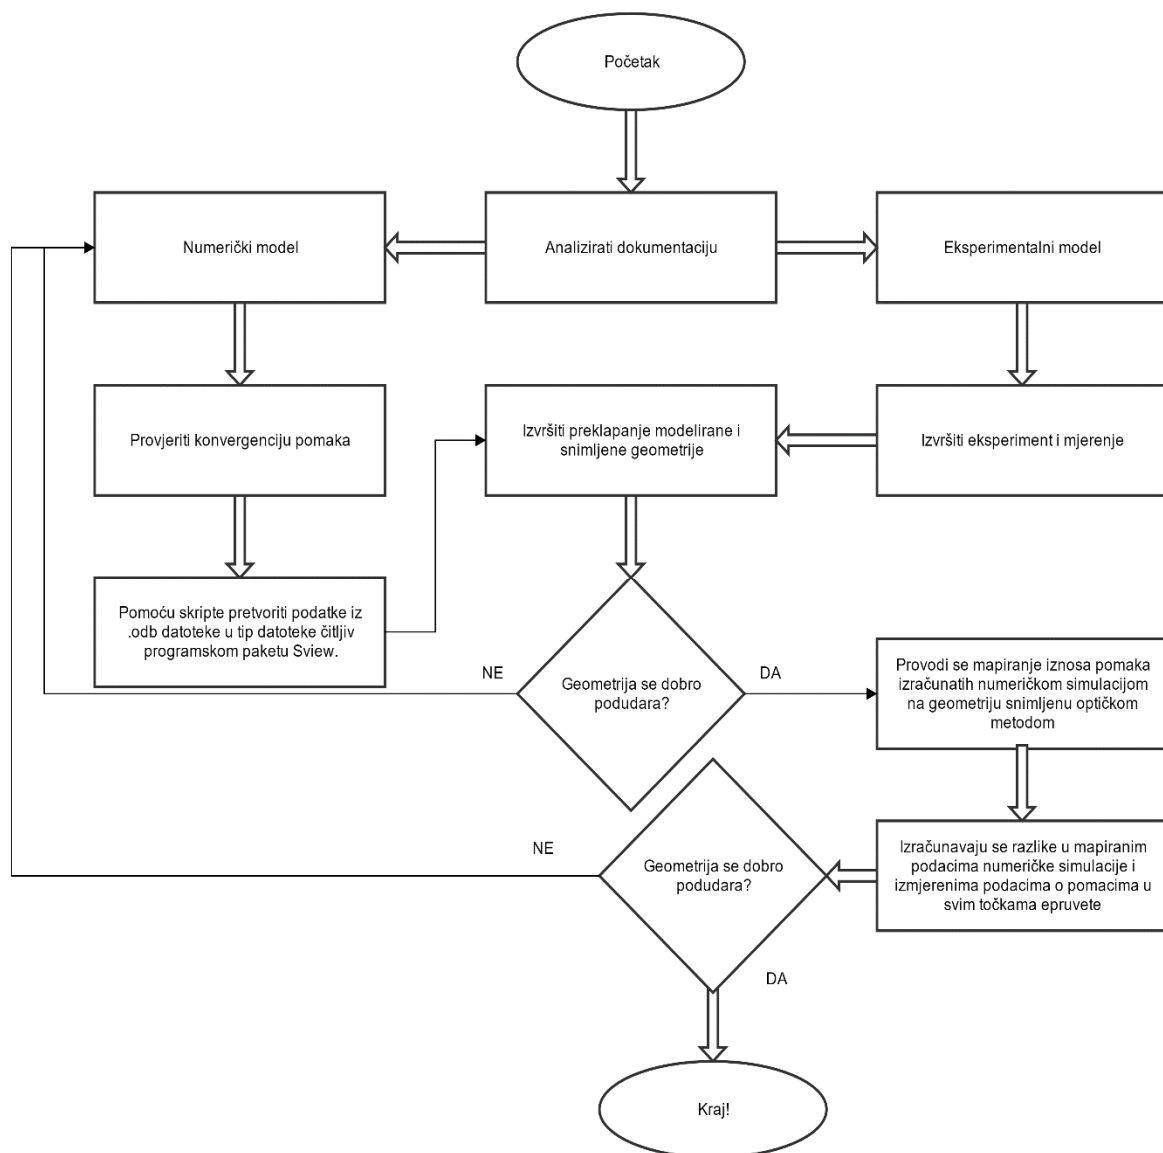 Početak
Numerički model
Analizirati dokumentaciju
Eksperimentalni model
Provjeriti konvergenciju pomaka
Izvršiti preklapanje modelirane i
snimljene geometrije
Izvršiti eksperiment i mjerenje
Pomoću skripte pretvoriti podatke iz
.odb datoteke u tip datoteke čitljiv
programskom paketu Sview.
NE
Geometrija se dobro
podudara?
DA
Provodi se mapiranje iznosa pomaka
izračunatih numeričkom simulacijom
na geometriju snimljenu optičkom
metodom
NE
Geometrija se dobro
podudara?
Izračunavaju se razlike u mapiranim
podacima numeričke simulacije i
izmjerenima podacima o pomacima u
svim točkama epruvete
DA
Kraj!